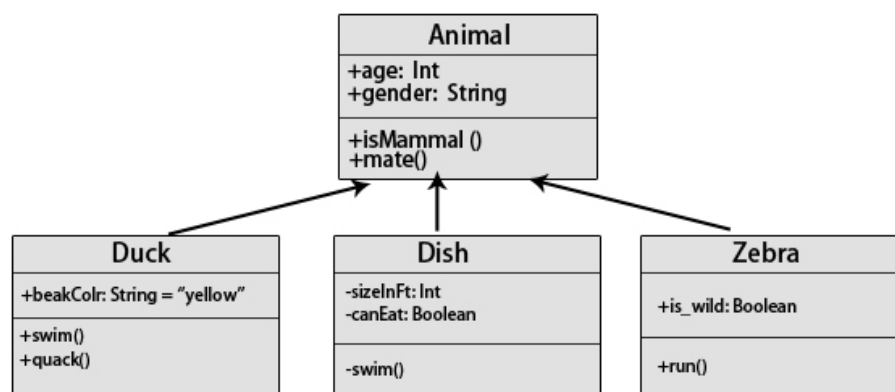 Animal
+age: Int
+gender: String
+isMammal ()
+mate()
Duck
+beakColr: String = “yellow”
+swim()
+quack()
Dish
-sizeInFt: Int
-canEat: Boolean
-swim()
Zebra
+is_wild: Boolean
+run()